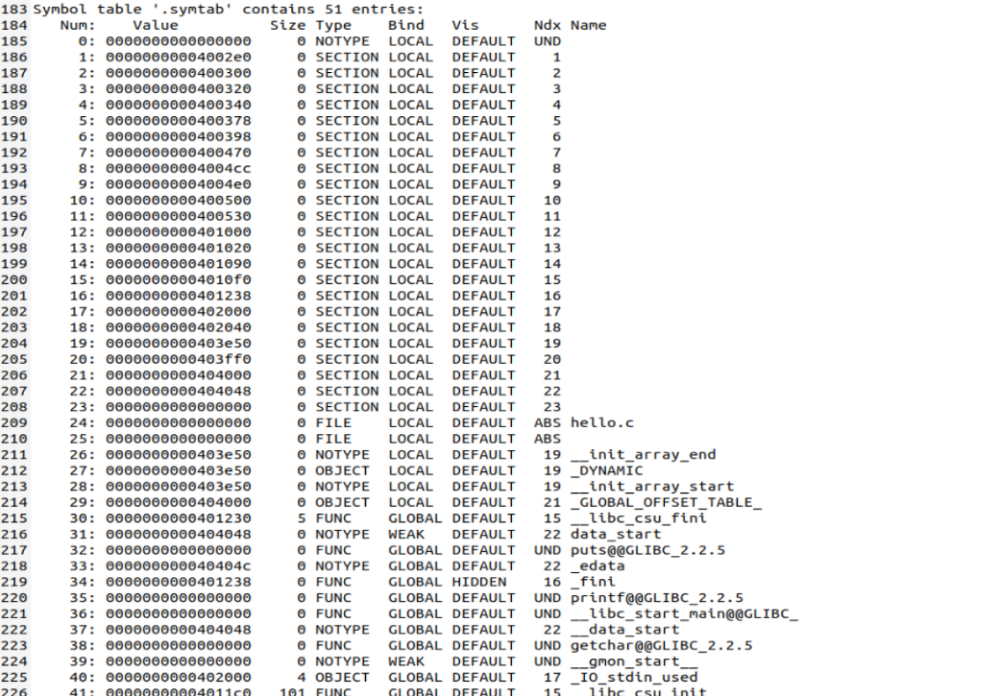 183 Symbol table '.symtab' contains 51 entries:
184    Num:    Value          Size Type    Bind   Vis      Ndx Name
185      0: 0000000000000000     0 NOTYPE  LOCAL  DEFAULT  UND
186      1: 00000000004002e0     0 SECTION LOCAL  DEFAULT    1
187      2: 0000000000400300     0 SECTION LOCAL  DEFAULT    2
188      3: 0000000000400320     0 SECTION LOCAL  DEFAULT    3
189      4: 0000000000400340     0 SECTION LOCAL  DEFAULT    4
190      5: 0000000000400378     0 SECTION LOCAL  DEFAULT    5
191      6: 0000000000400398     0 SECTION LOCAL  DEFAULT    6
192      7: 0000000000400470     0 SECTION LOCAL  DEFAULT    7
193      8: 00000000004004cc     0 SECTION LOCAL  DEFAULT    8
194      9: 00000000004004e0     0 SECTION LOCAL  DEFAULT    9
195     10: 0000000000400500     0 SECTION LOCAL  DEFAULT   10
196     11: 0000000000400530     0 SECTION LOCAL  DEFAULT   11
197     12: 0000000000401000     0 SECTION LOCAL  DEFAULT   12
198     13: 0000000000401020     0 SECTION LOCAL  DEFAULT   13
199     14: 0000000000401090     0 SECTION LOCAL  DEFAULT   14
200     15: 00000000004010f0     0 SECTION LOCAL  DEFAULT   15
201     16: 0000000000401238     0 SECTION LOCAL  DEFAULT   16
202     17: 0000000000402000     0 SECTION LOCAL  DEFAULT   17
203     18: 0000000000402040     0 SECTION LOCAL  DEFAULT   18
204     19: 0000000000403e50     0 SECTION LOCAL  DEFAULT   19
205     20: 0000000000403ff0     0 SECTION LOCAL  DEFAULT   20
206     21: 0000000000404000     0 SECTION LOCAL  DEFAULT   21
207     22: 0000000000404048     0 SECTION LOCAL  DEFAULT   22
208     23: 0000000000000000     0 SECTION LOCAL  DEFAULT   23
209     24: 0000000000000000     0 FILE    LOCAL  DEFAULT  ABS hello.c
210     25: 0000000000000000     0 FILE    LOCAL  DEFAULT  ABS
211     26: 0000000000403e50     0 NOTYPE  LOCAL  DEFAULT   19 __init_array_end
212     27: 0000000000403e50     0 OBJECT  LOCAL  DEFAULT   19 _DYNAMIC
213     28: 0000000000403e50     0 NOTYPE  LOCAL  DEFAULT   19 __init_array_start
214     29: 0000000000404000     0 OBJECT  LOCAL  DEFAULT   21 _GLOBAL_OFFSET_TABLE_
215     30: 0000000000401230     5 FUNC    GLOBAL DEFAULT   15 __libc_csu_fini
216     31: 0000000000404048     0 NOTYPE  WEAK   DEFAULT   22 data_start
217     32: 0000000000000000     0 FUNC    GLOBAL DEFAULT  UND puts@@GLIBC_2.2.5
218     33: 000000000040404c     0 NOTYPE  GLOBAL DEFAULT   22 _edata
219     34: 0000000000401238     0 FUNC    GLOBAL HIDDEN    16 _fini
220     35: 0000000000000000     0 FUNC    GLOBAL DEFAULT  UND printf@@GLIBC_2.2.5
221     36: 0000000000000000     0 FUNC    GLOBAL DEFAULT  UND __libc_start_main@@GLIBC_
222     37: 0000000000404048     0 NOTYPE  GLOBAL DEFAULT   22 __data_start
223     38: 0000000000000000     0 FUNC    GLOBAL DEFAULT  UND getchar@@GLIBC_2.2.5
224     39: 0000000000000000     0 NOTYPE  WEAK   DEFAULT  UND __gmon_start__
225     40: 0000000000402000     4 OBJECT  GLOBAL DEFAULT   17 _IO_stdin_used
226     41: 00000000004011c0   101 FUNC    GLOBAL DEFAULT   15 __libc_csu_init